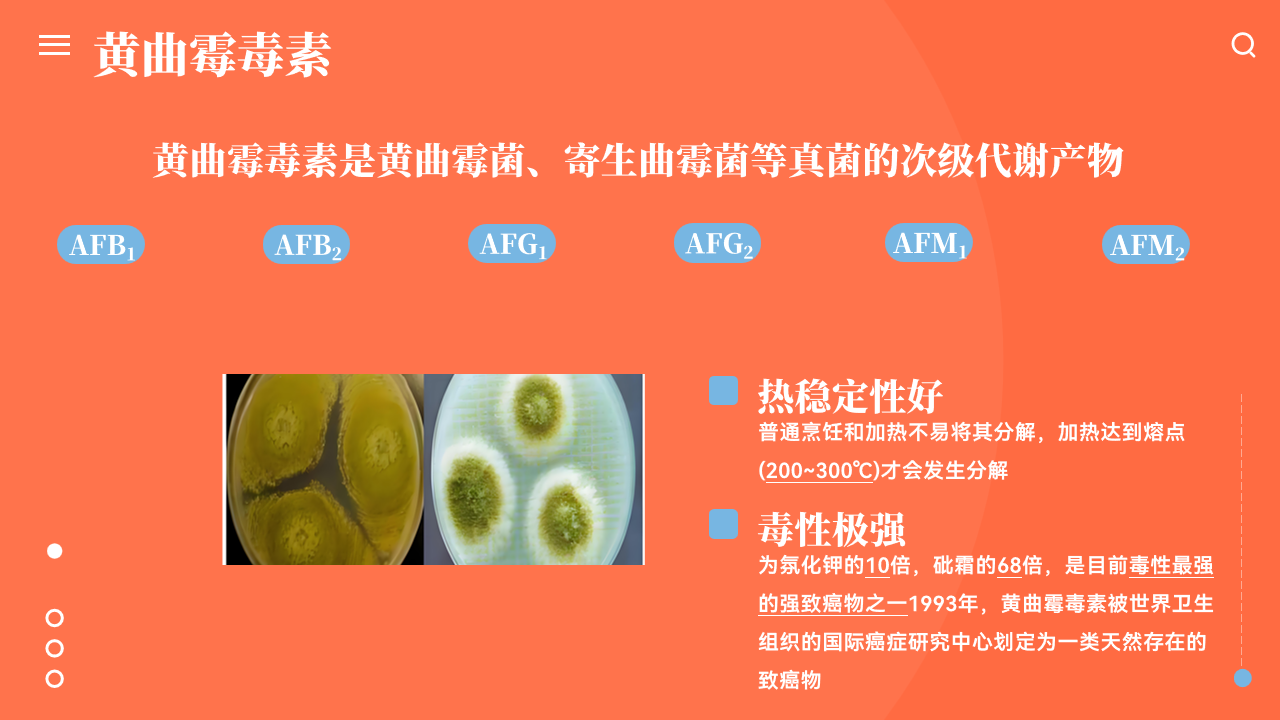 黄曲霉毒素
黄曲霉毒素是黄曲霉菌、寄生曲霉菌等真菌的次级代谢产物
AFB₁
AFB₂
AFG₁
AFG₂
AFM₁
AFM₂
热稳定性好
普通烹饪和加热不易将其分解，加热达到熔点
(200~300℃)才会发生分解
毒性极强
为氰化钾的10倍，砒霜的68倍，是目前毒性最强
的强致癌物之一1993年，黄曲霉毒素被世界卫生
组织的国际癌症研究中心划定为一类天然存在的
致癌物